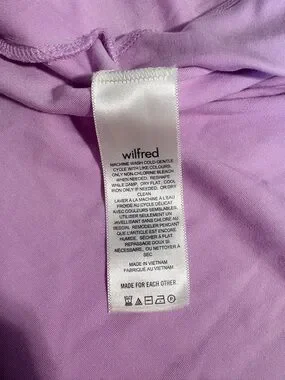 wilfred
MACHINE WASH COLD-GENTLE
CYCLE WITH LIKE COLOURS.
ONLY NON-CHLORINE BLEACH
WHEN NEEDED. RESHAPE
WHILE DAMP. DRY FLAT. COOL
IRON ONLY IF NEEDED. OR DRY
CLEAN
LAVER À LA MACHINE À L'EAU
FROIDE AU CYCLE DÉLICAT
AVEC COULEURS SEMBLABLES.
UTILISER SEULEMENT UN
JAVELLISANT SANS CHLORE AU
BESOIN. REMODELER PENDANT
QUE L'ARTICLE EST ENCORE
HUMIDE. SÉCHER À PLAT.
REPASSAGE DOUX SI
NÉCESSAIRE, OU NETTOYER À
SEC
MADE IN VIETNAM
FABRIQUÉ AU VIETNAM
MADE FOR EACH OTHER.